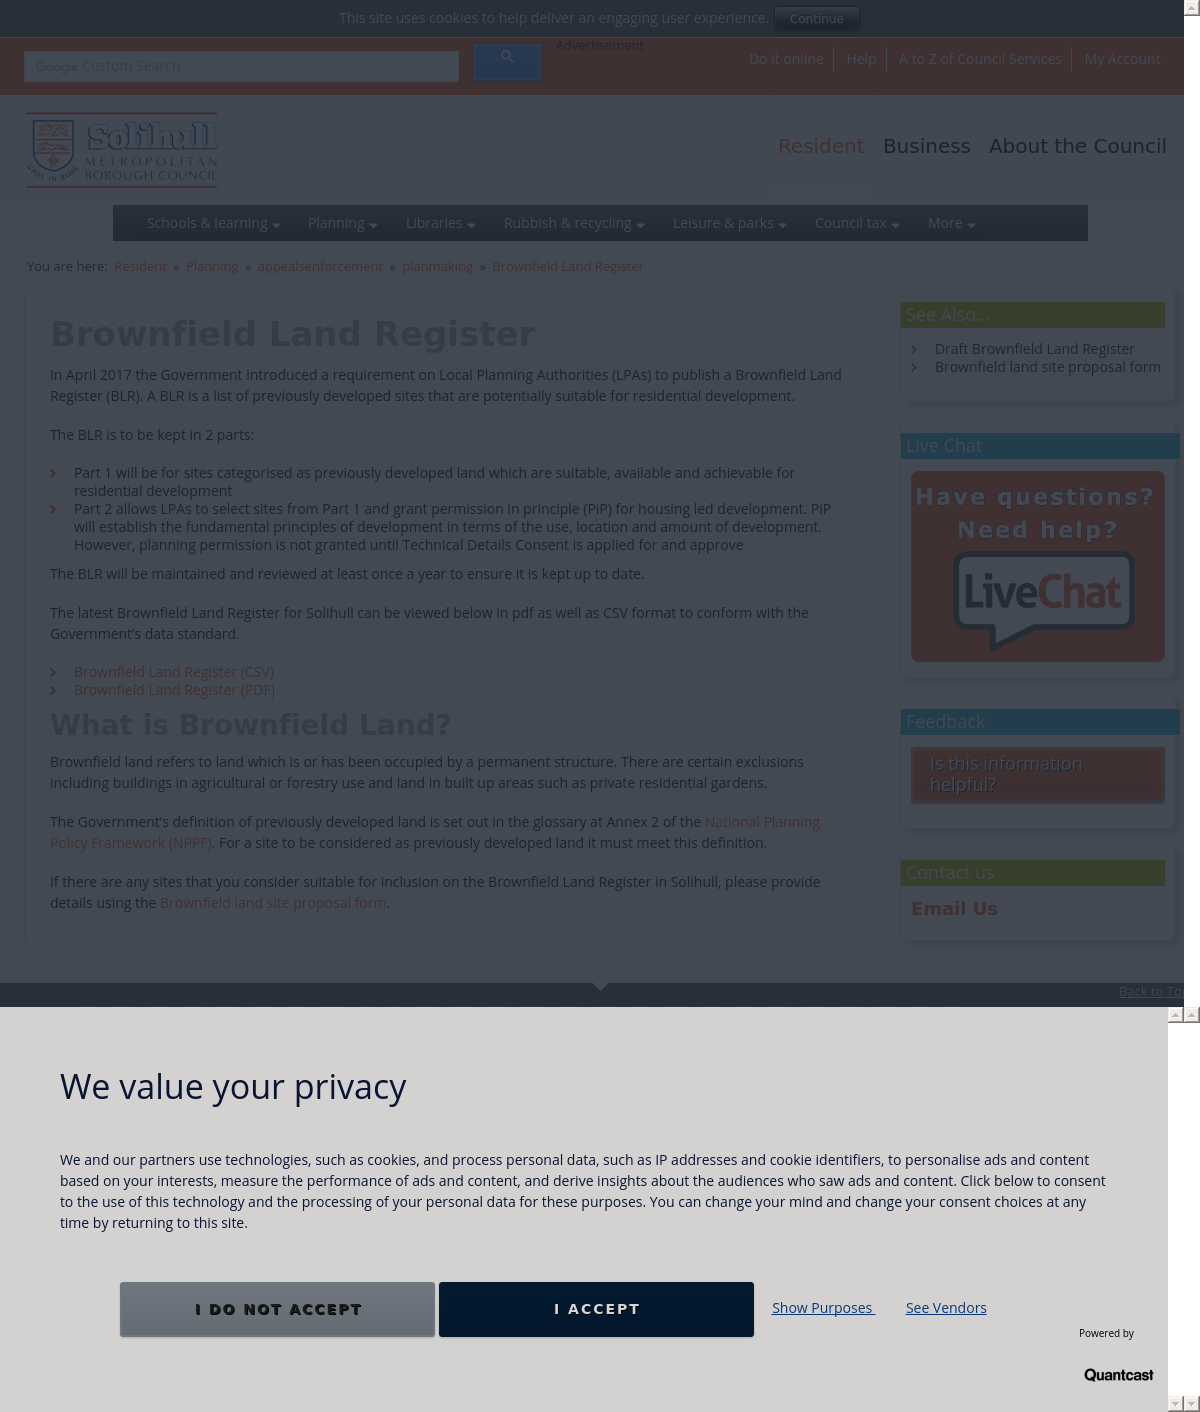 This site uses cookies to help deliver an engaging user experience. Continue
Google Custom Search
Advertisement
Do it online
Help
A to Z of Council Services
My Account
Solihull
METROPOLITAN
BOROUGH COUNCIL
URBS IN RURE
Resident
Business
About the Council
Schools & learning
Planning
Libraries
Rubbish & recycling
Leisure & parks
Council tax
More
You are here: Resident » Planning » appealsenforcement » planmaking » Brownfield Land Register
Brownfield Land Register
In April 2017 the Government introduced a requirement on Local Planning Authorities (LPAs) to publish a Brownfield Land
Register (BLR). A BLR is a list of previously developed sites that are potentially suitable for residential development.
The BLR is to be kept in 2 parts:
Part 1 will be for sites categorised as previously developed land which are suitable, available and achievable for
residential development
Part 2 allows LPAs to select sites from Part 1 and grant permission in principle (PiP) for housing led development. PiP
will establish the fundamental principles of development in terms of the use, location and amount of development.
However, planning permission is not granted until Technical Details Consent is applied for and approve
The BLR will be maintained and reviewed at least once a year to ensure it is kept up to date.
The latest Brownfield Land Register for Solihull can be viewed below in pdf as well as CSV format to conform with the
Government's data standard.
Brownfield Land Register (CSV)
Brownfield Land Register (PDF)
What is Brownfield Land?
Brownfield land refers to land which is or has been occupied by a permanent structure. There are certain exclusions
including buildings in agricultural or forestry use and land in built up areas such as private residential gardens.
The Government's definition of previously developed land is set out in the glossary at Annex 2 of the National Planning
Policy Framework (NPPF). For a site to be considered as previously developed land it must meet this definition.
If there are any sites that you consider suitable for inclusion on the Brownfield Land Register in Solihull, please provide
details using the Brownfield land site proposal form.
See Also...
Draft Brownfield Land Register
Brownfield land site proposal form
Live Chat
Have questions?
Need help?
LiveChat
Feedback
Is this information
helpful?
Contact us
Email Us
Back to To
We value your privacy
We and our partners use technologies, such as cookies, and process personal data, such as IP addresses and cookie identifiers, to personalise ads and content
based on your interests, measure the performance of ads and content, and derive insights about the audiences who saw ads and content. Click below to consent
to the use of this technology and the processing of your personal data for these purposes. You can change your mind and change your consent choices at any
time by returning to this site.
I DO NOT ACCEPT
I ACCEPT
Show Purposes
See Vendors
Powered by
Quantcast